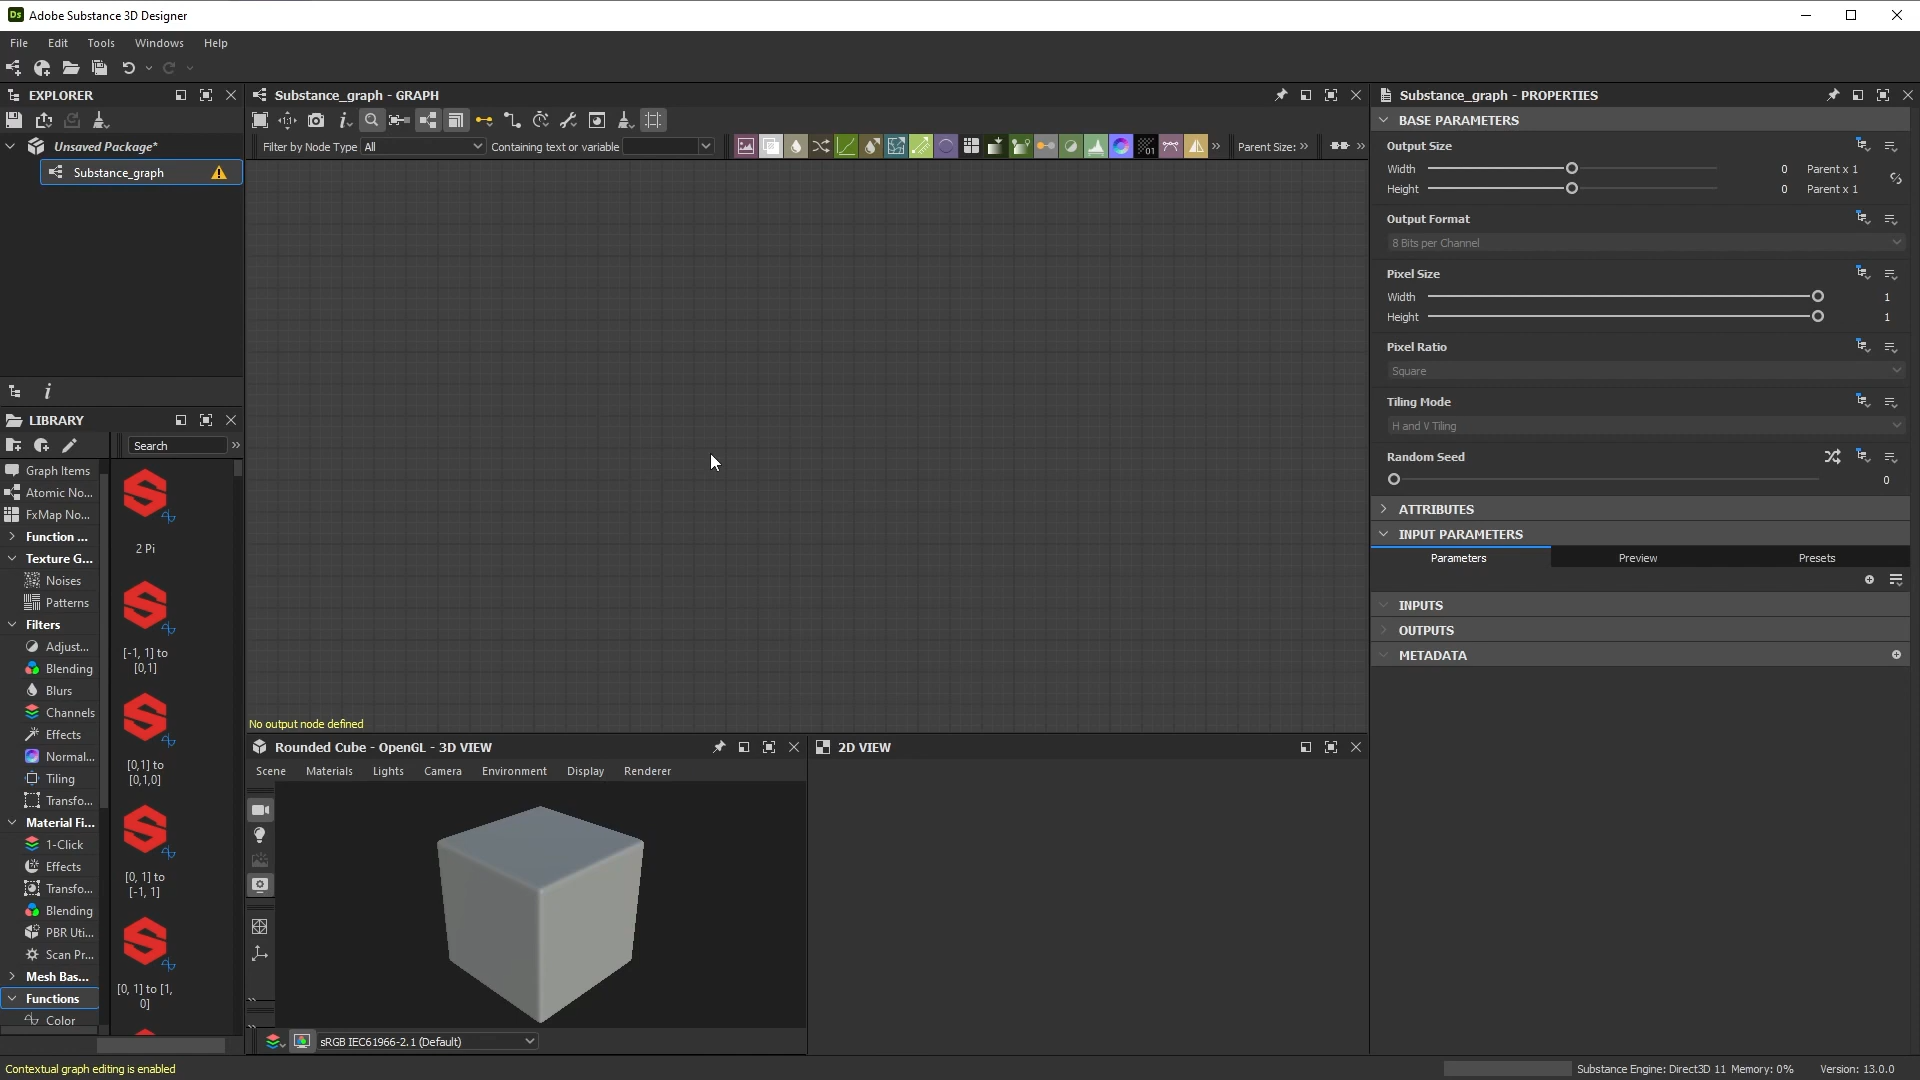 Ds Adobe Substance 3D Designer
File Edit Tools Windows Help
EXPLORER
Unsaved Package*
Substance_graph
LIBRARY
Search
Graph Items
Atomic No...
FxMap No...
Function ...
Texture G...
Noises
Patterns
Filters
Adjust...
Blending
Blurs
Channels
Effects
Normal...
Tiling
Transfo...
Material Fi...
1-Click
Effects
Transfo...
Blending
PBR Uti...
Scan Pr...
Mesh Bas...
Functions
Color
2 Pi
[-1, 1] to
[0,1]
[0,1] to
[0,1,0]
[0, 1] to
[-1, 1]
[0, 1] to [1,
0]
Substance_graph - GRAPH
Filter by Node Type All Containing text or variable Parent Size:
No output node defined
Rounded Cube - OpenGL - 3D VIEW
Scene Materials Lights Camera Environment Display Renderer
sRGB IEC61966-2.1 (Default)
2D VIEW
Substance_graph - PROPERTIES
BASE PARAMETERS
Output Size
Width 0 Parent x 1
Height 0 Parent x 1
Output Format
8 Bits per Channel
Pixel Size
Width 1
Height 1
Pixel Ratio
Square
Tiling Mode
H and V Tiling
Random Seed
0
ATTRIBUTES
INPUT PARAMETERS
Parameters Preview Presets
INPUTS
OUTPUTS
METADATA
Contextual graph editing is enabled
Substance Engine: Direct3D 11 Memory: 0% Version: 13.0.0